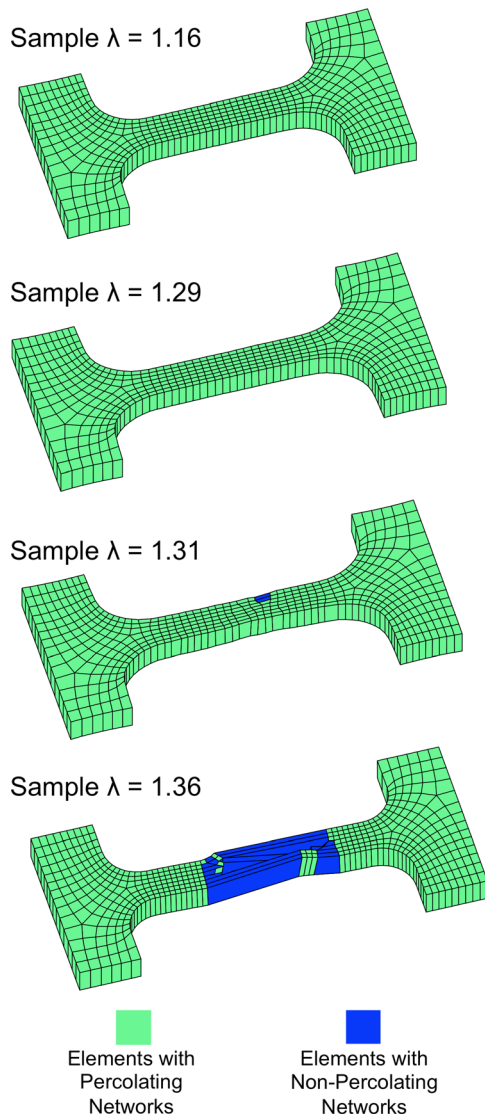 Sample λ = 1.16
Sample λ = 1.29
Sample λ = 1.31
Sample λ = 1.36
Elements with
Percolating
Networks
Elements with
Non-Percolating
Networks